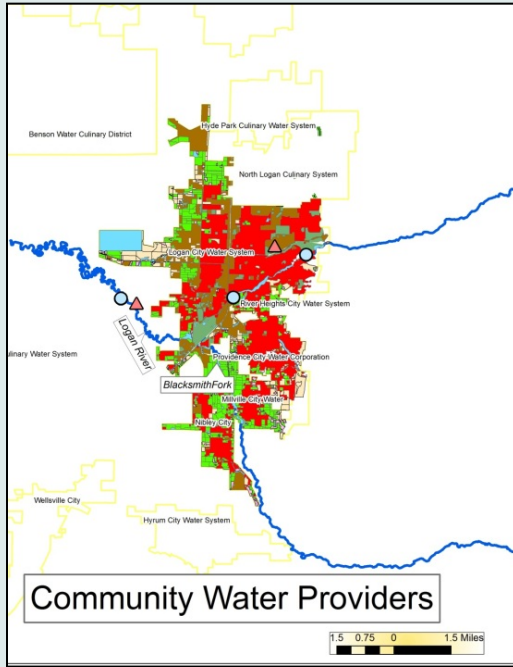 Hyde Park Culinary Water System
Benson Water Culinary District
North Logan Culinary System
Logan City Water System
River Heights City Water System
Logan River
ulinary Water System
Providence City Water Corporation
BlacksmithFork
Millville City Water
Nibley City
Wellsville City
Hyrum City Water System
Community Water Providers
1.5 0.75 0 1.5 Miles